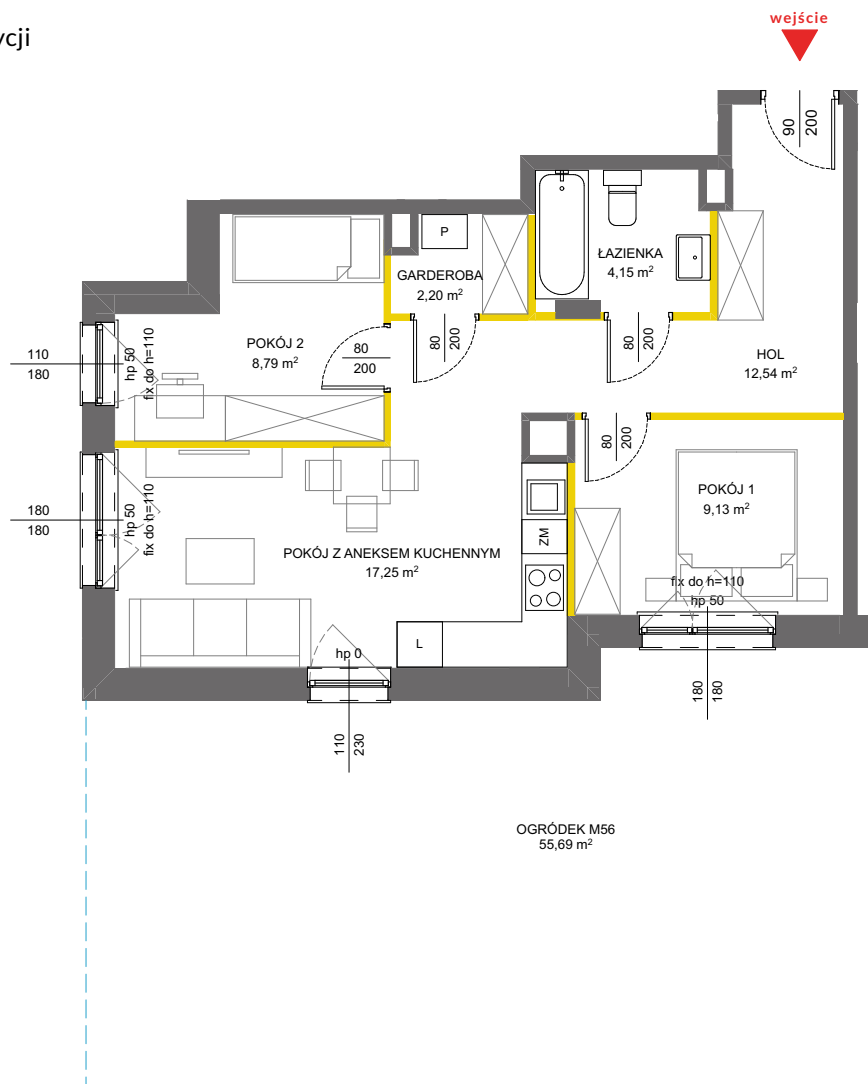 ycji
wejście
90
200
P
ŁAZIENKA
4,15 m²
GARDEROBA
2,20 m²
80
200
80
200
POKÓJ 2
8,79 m²
80
200
HOL
12,54 m²
110
180
hp 50
fix do h=110
80
200
POKÓJ 1
9,13 m²
180
180
hp 50
fix do h=110
ZM
POKÓJ Z ANEKSEM KUCHENNYM
17,25 m²
fix do h=110
hp 50
L
hp 0
180
180
110
230
OGRÓDEK M56
55,69 m²